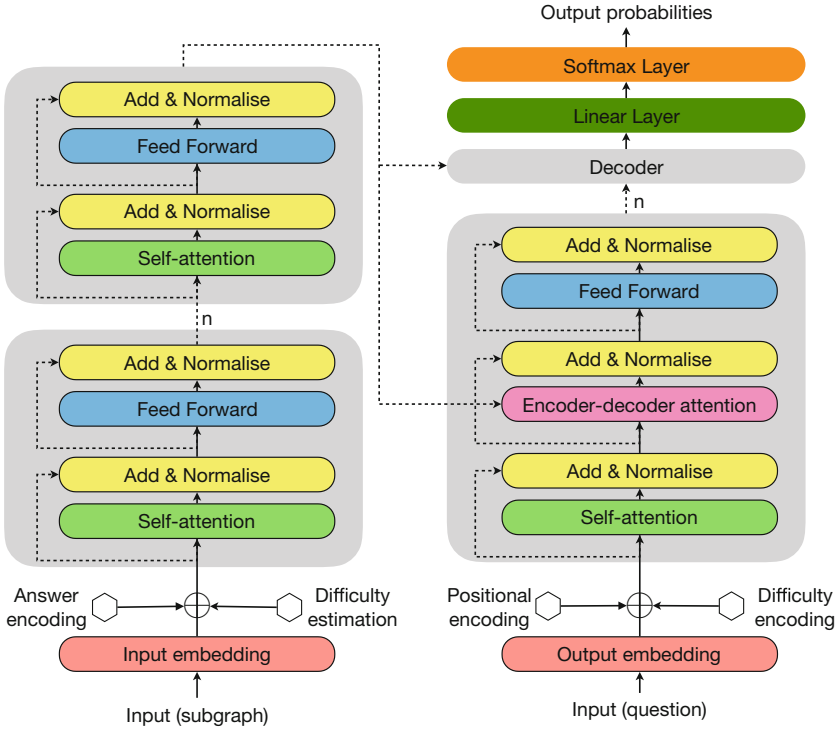 Add & Normalise
Feed Forward
Add & Normalise
Self-attention
n
Add & Normalise
Feed Forward
Add & Normalise
Self-attention
Answer
encoding
Difficulty
estimation
Input embedding
Input (subgraph)
Output probabilities
Softmax Layer
Linear Layer
Decoder
n
Add & Normalise
Feed Forward
Add & Normalise
Encoder-decoder attention
Add & Normalise
Self-attention
Positional
encoding
Difficulty
encoding
Output embedding
Input (question)